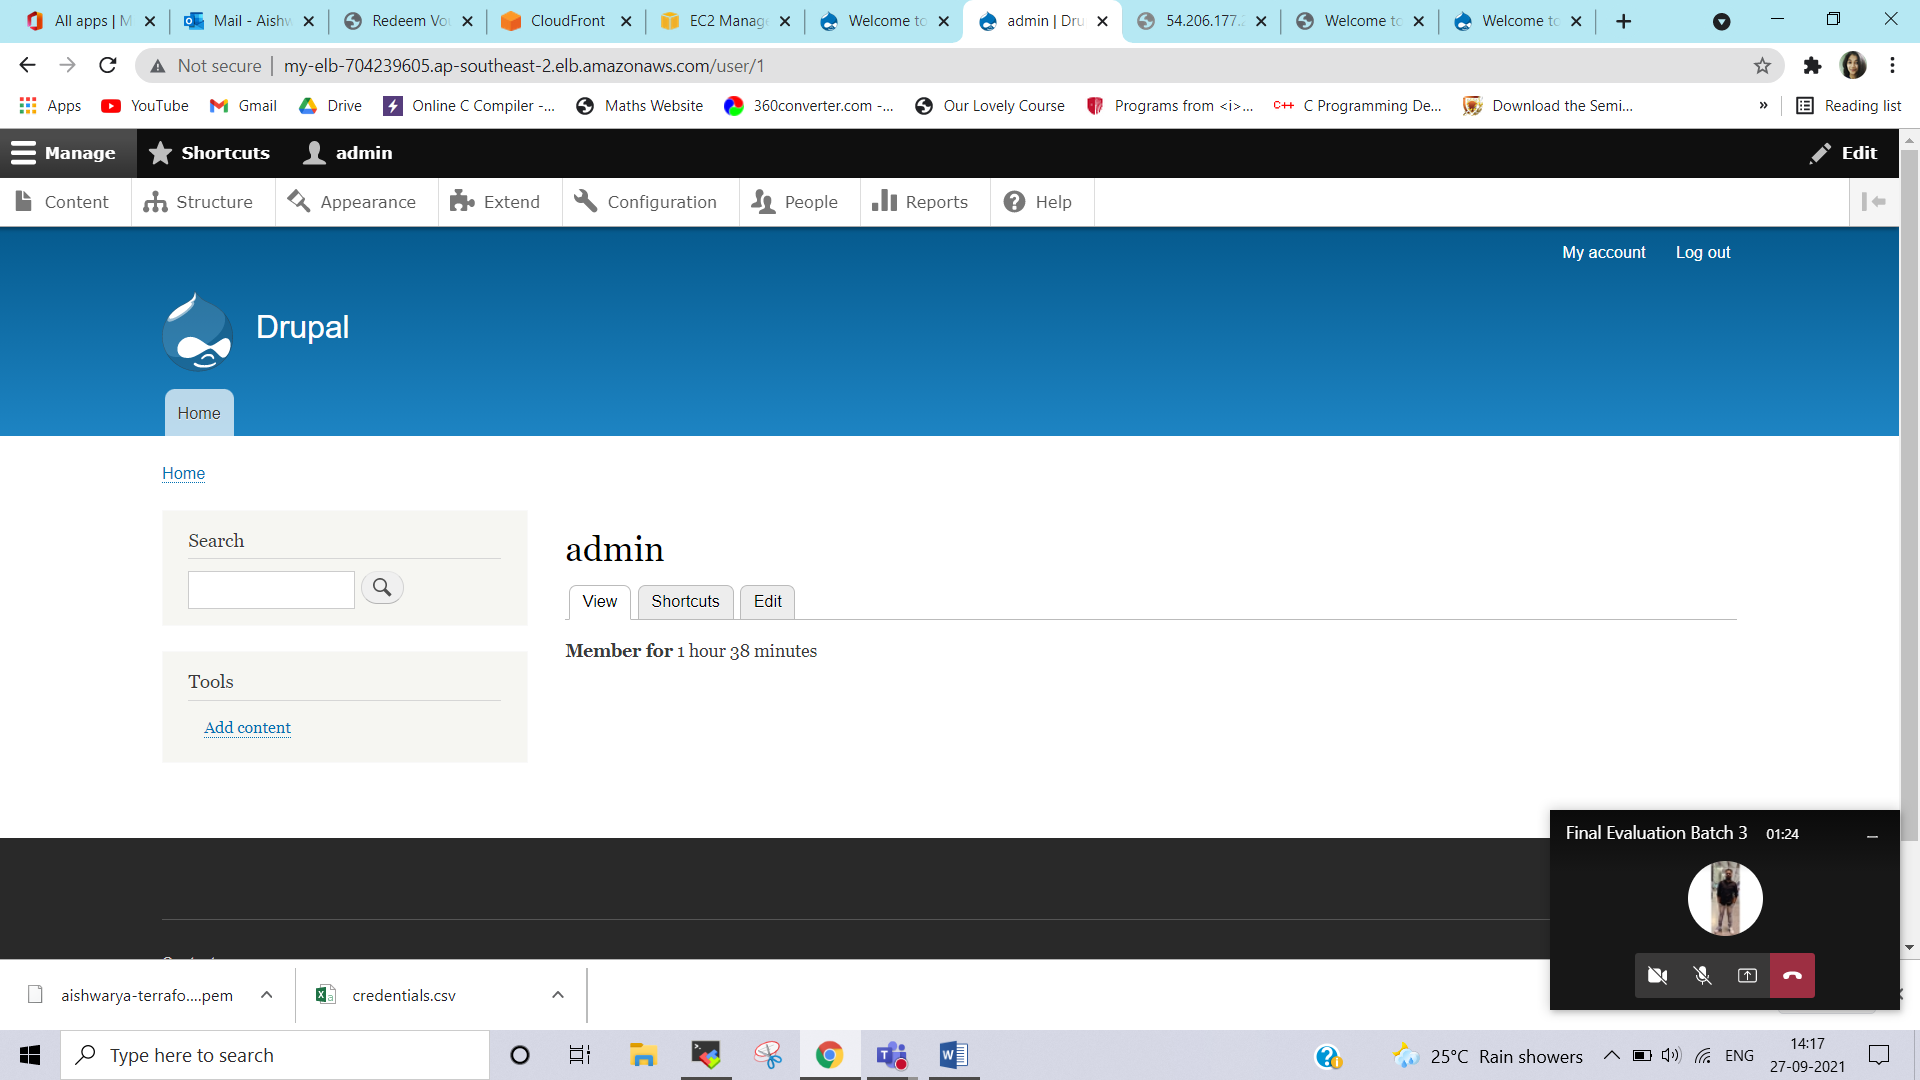 All apps | M
Mail - Aishw
Redeem Vou
CloudFront
EC2 Manage
Welcome to
admin | Dru
54.206.177.2
Welcome to
Welcome to
Not secure | my-elb-704239605.ap-southeast-2.elb.amazonaws.com/user/1
Apps
YouTube
Gmail
Drive
Online C Compiler -...
Maths Website
360converter.com -...
Our Lovely Course
Programs from <i>...
C++ C Programming De...
Download the Semi...
»
Reading list
Manage
Shortcuts
admin
Edit
Content
Structure
Appearance
Extend
Configuration
People
Reports
Help
My account
Log out
Drupal
Home
Home
Search
admin
View
Shortcuts
Edit
Member for 1 hour 38 minutes
Tools
Add content
Final Evaluation Batch 3 01:24
aishwarya-terrafo....pem
credentials.csv
Type here to search
25°C Rain showers
ENG
14:17
27-09-2021